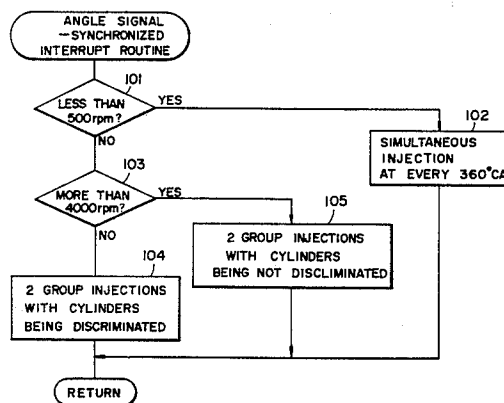 ANGLE SIGNAL
—SYNCHRONIZED
INTERRUPT ROUTINE
101
LESS THAN
500rpm?
YES
NO
102
SIMULTANEOUS
INJECTION
AT EVERY 360°CA
103
MORE THAN
4000rpm?
YES
NO
105
2 GROUP INJECTIONS
WITH CYLINDERS
BEING NOT DISCLIMINATED
104
2 GROUP INJECTIONS
WITH CYLINDERS
BEING DISCRIMINATED
RETURN